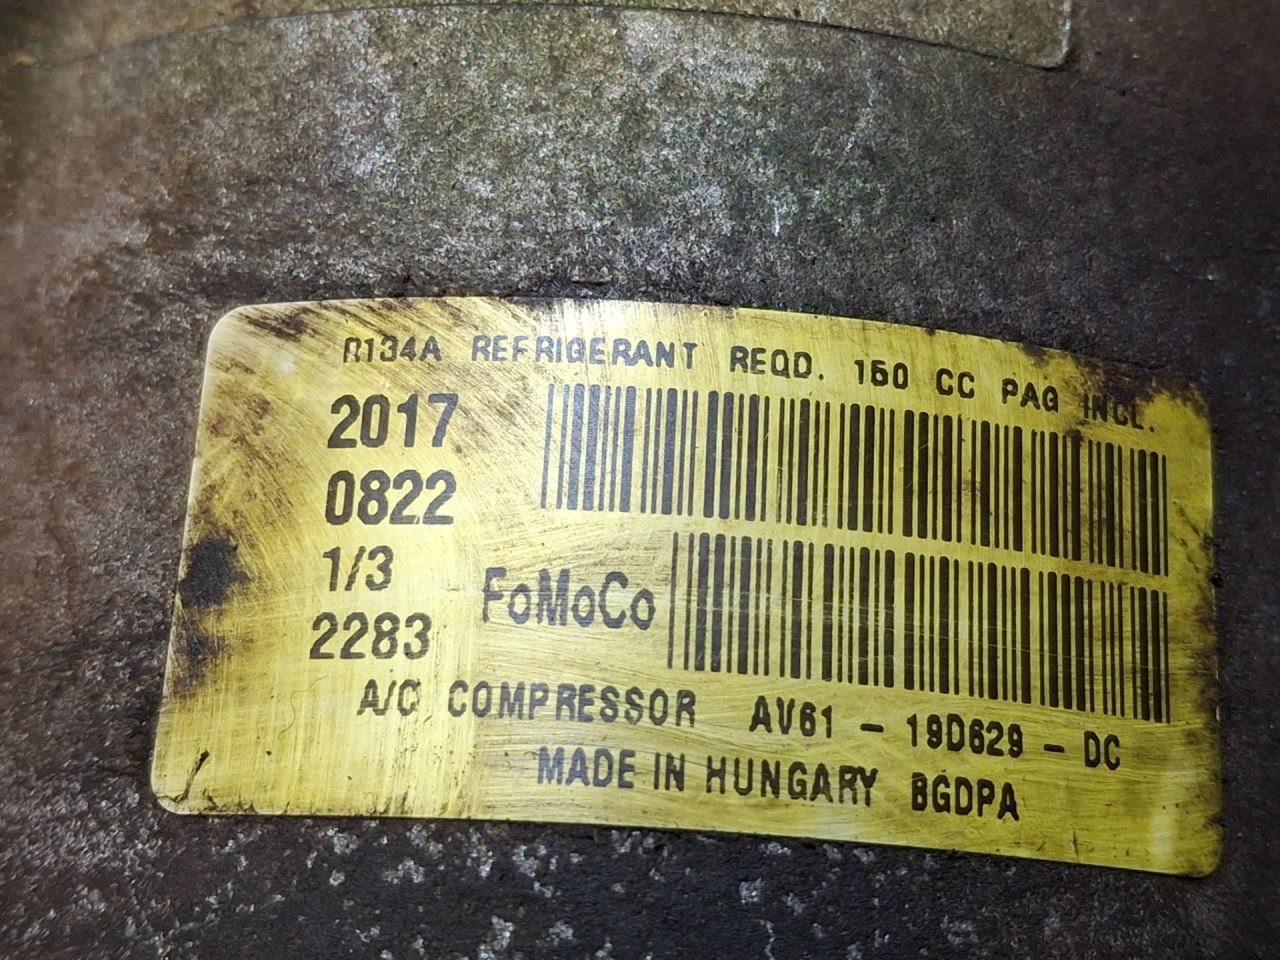 R134A REFRIGERANT REQD. 150 CC PAG INCL.
2017
0822
1/3
2283
FoMoCo
A/C COMPRESSOR AV61 - 19D629 - DC
MADE IN HUNGARY BGDPA